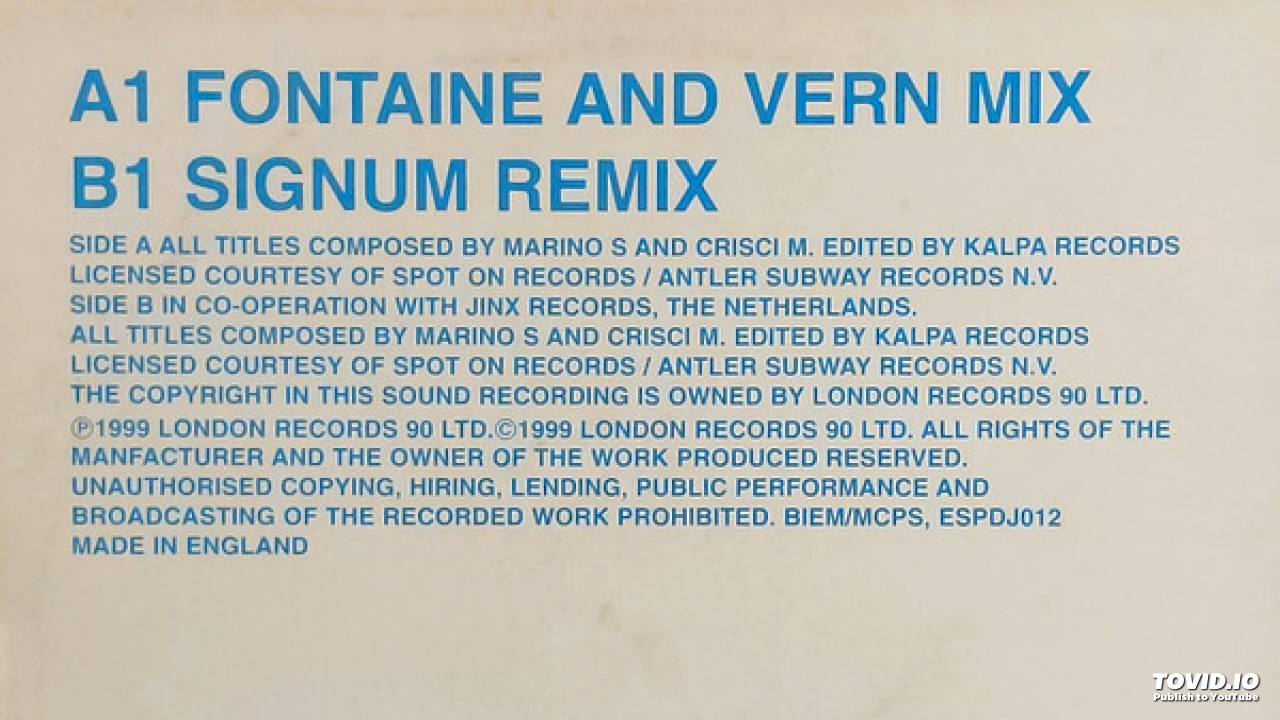 A1 FONTAINE AND VERN MIX
B1 SIGNUM REMIX
SIDE A ALL TITLES COMPOSED BY MARINO S AND CRISCI M. EDITED BY KALPA RECORDS
LICENSED COURTESY OF SPOT ON RECORDS / ANTLER SUBWAY RECORDS N.V.
SIDE B IN CO-OPERATION WITH JINX RECORDS, THE NETHERLANDS.
ALL TITLES COMPOSED BY MARINO S AND CRISCI M. EDITED BY KALPA RECORDS
LICENSED COURTESY OF SPOT ON RECORDS / ANTLER SUBWAY RECORDS N.V.
THE COPYRIGHT IN THIS SOUND RECORDING IS OWNED BY LONDON RECORDS 90 LTD.
℗1999 LONDON RECORDS 90 LTD.©1999 LONDON RECORDS 90 LTD. ALL RIGHTS OF THE
MANFACTURER AND THE OWNER OF THE WORK PRODUCED RESERVED.
UNAUTHORISED COPYING, HIRING, LENDING, PUBLIC PERFORMANCE AND
BROADCASTING OF THE RECORDED WORK PROHIBITED. BIEM/MCPS, ESPDJ012
MADE IN ENGLAND
TOVID.IO
Publish to YouTube